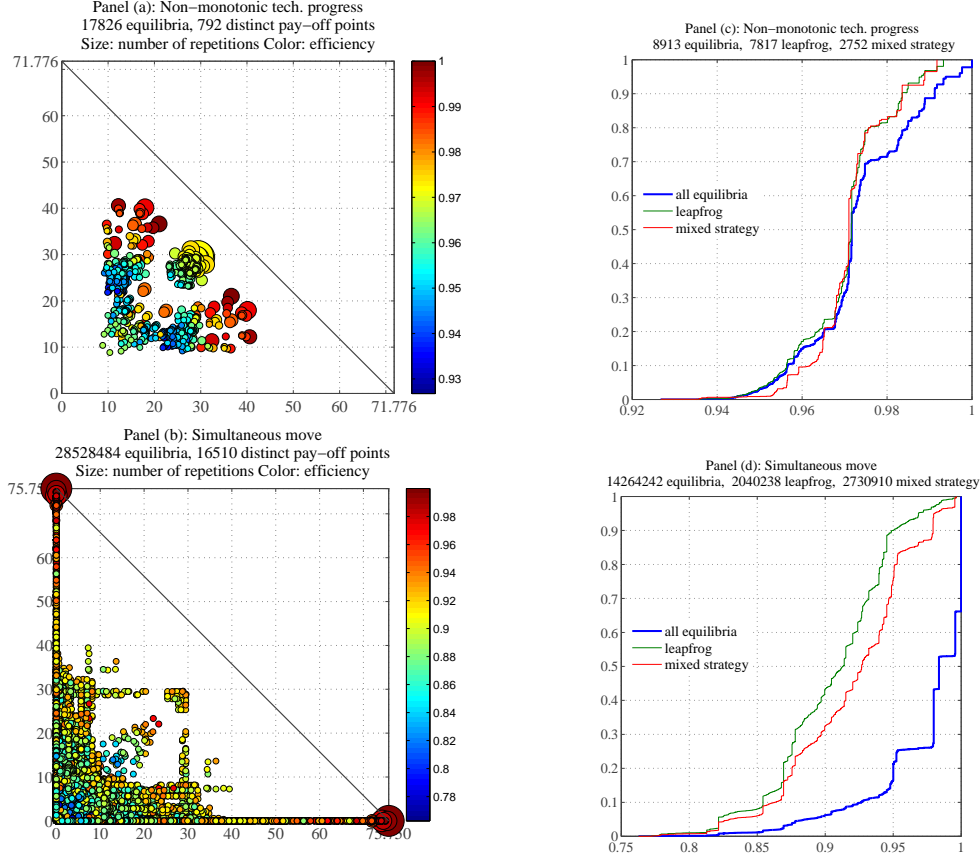 Panel (a): Non−monotonic tech. progress
17826 equilibria, 792 distinct pay−off points
Size: number of repetitions Color: efficiency
71.776
60
50
40
30
20
10
0
0 10 20 30 40 50 60 71.776
1
0.99
0.98
0.97
0.96
0.95
0.94
0.93
Panel (c): Non−monotonic tech. progress
8913 equilibria, 7817 leapfrog, 2752 mixed strategy
1
0.9
0.8
0.7
0.6
0.5
0.4
0.3
0.2
0.1
0
0.92 0.94 0.96 0.98 1
all equilibria
leapfrog
mixed strategy
Panel (b): Simultaneous move
28528484 equilibria, 16510 distinct pay−off points
Size: number of repetitions Color: efficiency
60
50
40
30
20
10
0
0 10 20 30 40 50 60
0.98
0.96
0.94
0.92
0.9
0.88
0.86
0.84
0.82
0.8
0.78
Panel (d): Simultaneous move
14264242 equilibria, 2040238 leapfrog, 2730910 mixed strategy
1
0.9
0.8
0.7
0.6
0.5
0.4
0.3
0.2
0.1
0
0.75 0.8 0.85 0.9 0.95 1
all equilibria
leapfrog
mixed strategy